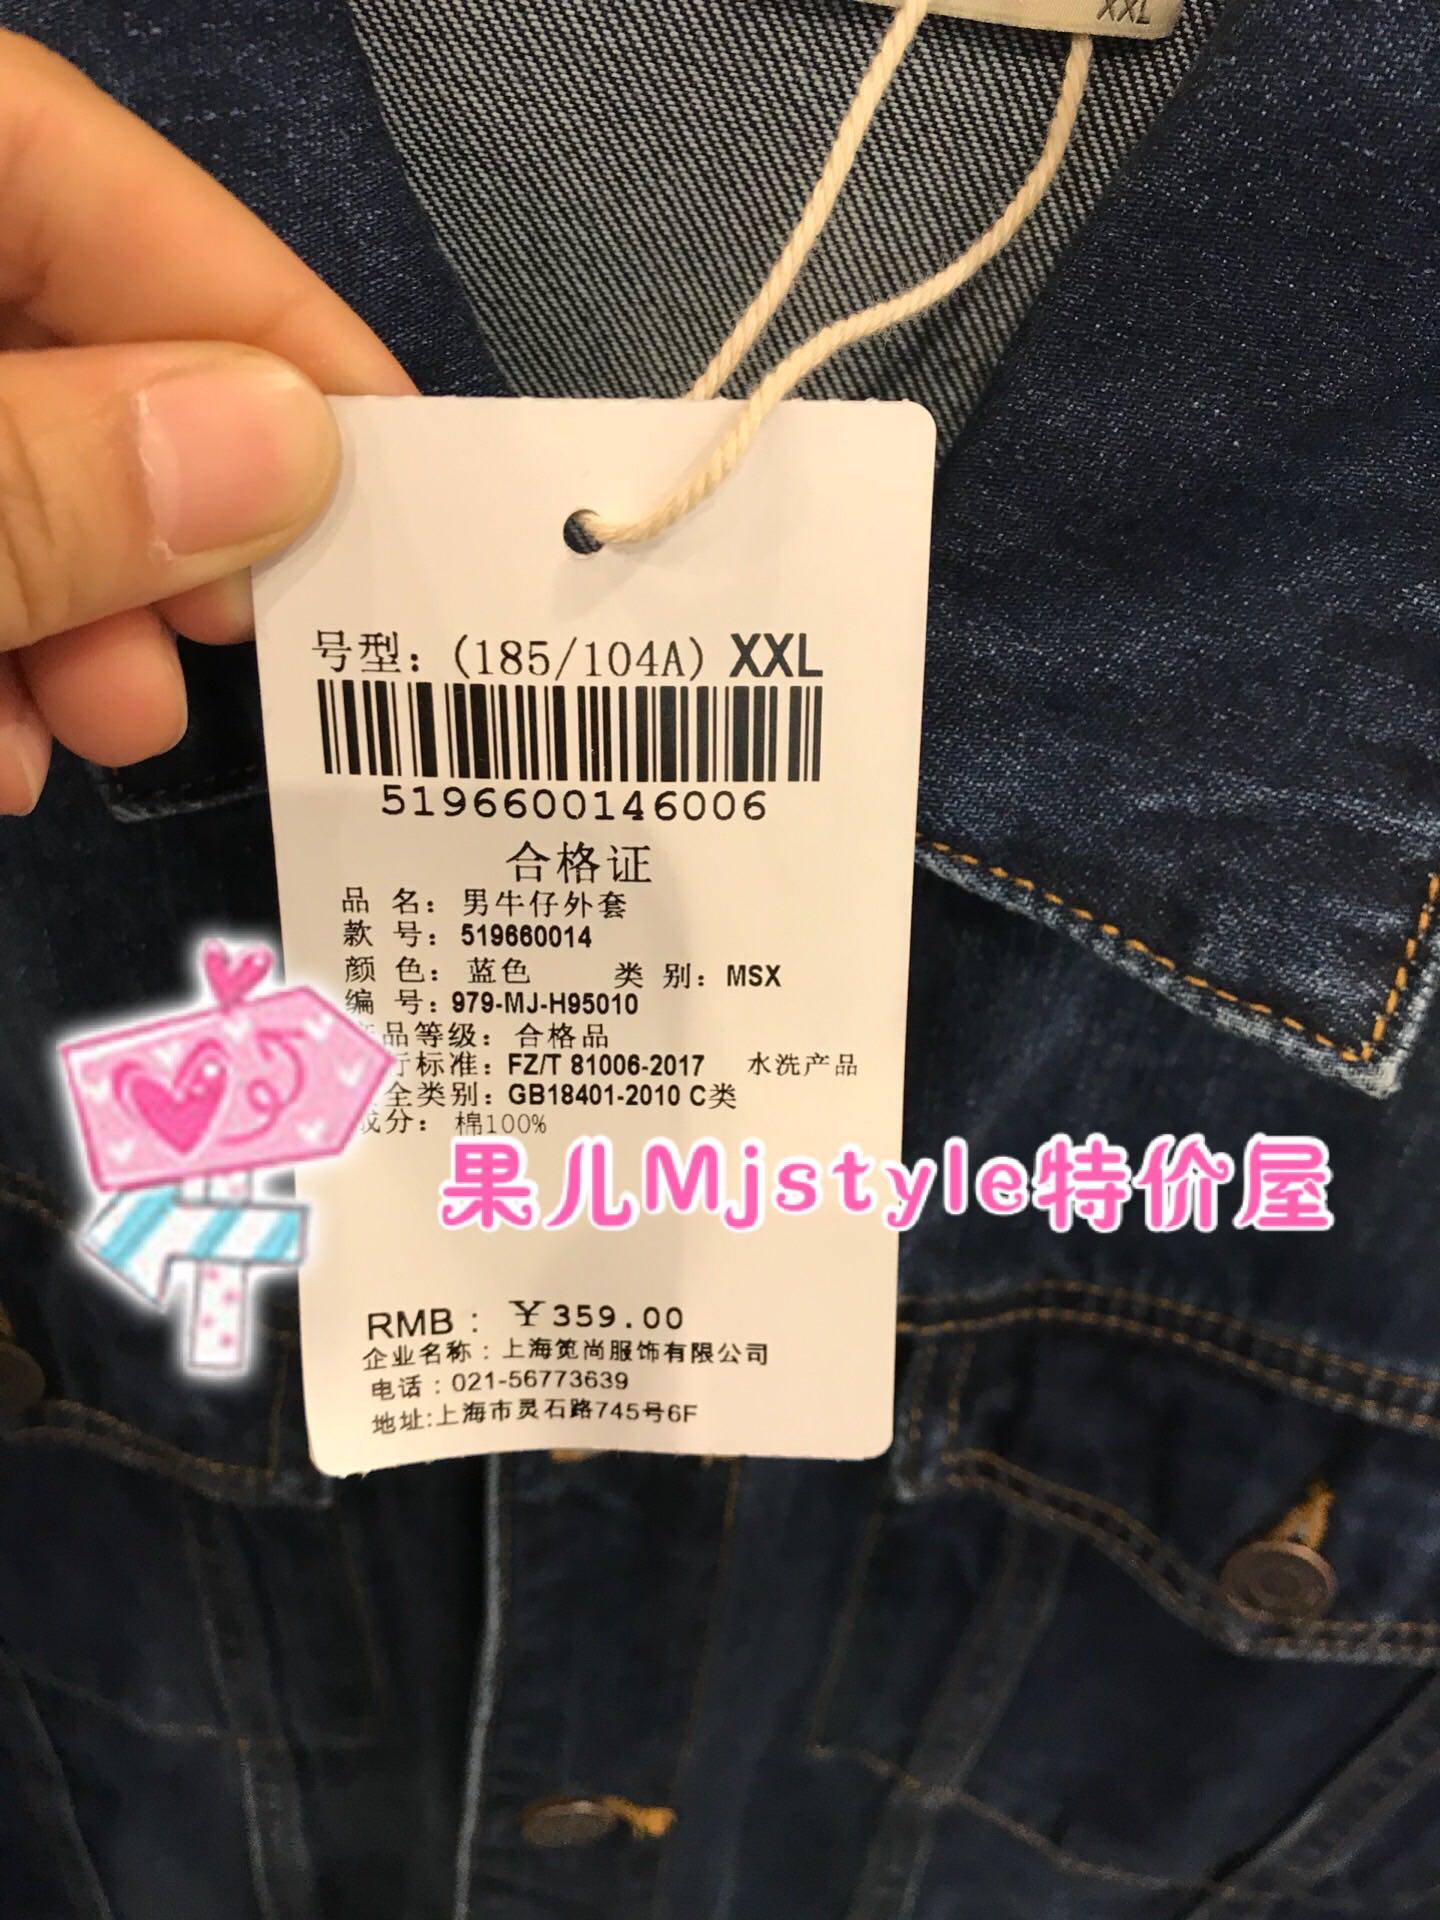 XXL
号型：(185/104A) XXL
5196600146006
合格证
品 名：男牛仔外套
款 号：519660014
颜 色：蓝色 类 别：MSX
编 号：979-MJ-H95010
品等级：合格品
行标准：FZ/T 81006-2017 水洗产品
全类别：GB18401-2010 C类
成分：棉100%
果儿Mjstyle特价屋
RMB：￥359.00
企业名称：上海笕尚服饰有限公司
电话：021-56773639
地址:上海市灵石路745号6F